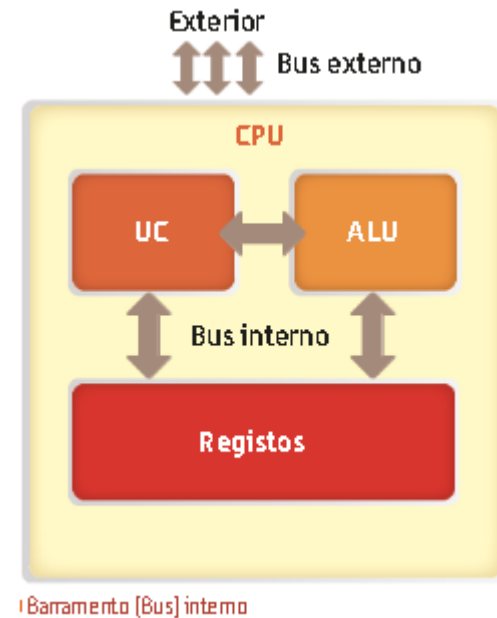 Exterior
Bus externo
CPU
UC
ALU
Bus interno
Registos
Barramento (Bus) interno